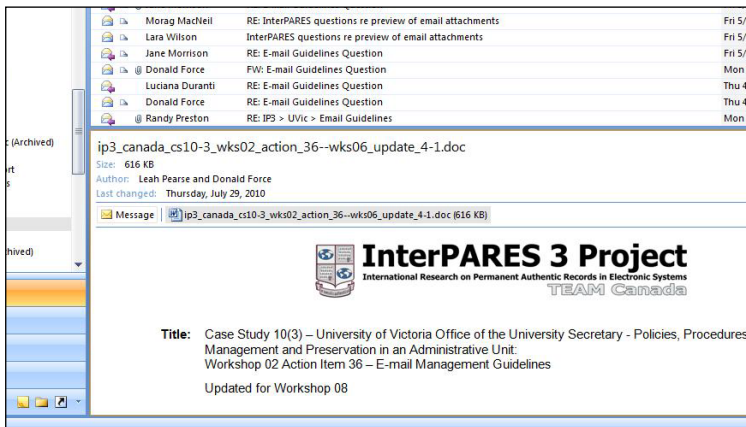 Morag MacNeil RE: InterPARES questions re preview of email attachments Fri 5/
Lara Wilson InterPARES questions re preview of email attachments Fri 5/
Jane Morrison RE: E-mail Guidelines Question Fri 5/
Donald Force FW: E-mail Guidelines Question Mon
Luciana Duranti RE: E-mail Guidelines Question Thu 4
Donald Force RE: E-mail Guidelines Question Thu 4
Randy Preston RE: IP3 > UVic > Email Guidelines Mon
c (Archived)
rt
s
hived)
ip3_canada_cs10-3_wks02_action_36--wks06_update_4-1.doc
Size: 616 KB
Author: Leah Pearse and Donald Force
Last changed: Thursday, July 29, 2010
Message ip3_canada_cs10-3_wks02_action_36--wks06_update_4-1.doc (616 KB)
InterPARES 3 Project
International Research on Permanent Authentic Records in Electronic Systems
TEAM Canada
Title: Case Study 10(3) – University of Victoria Office of the University Secretary - Policies, Procedures
Management and Preservation in an Administrative Unit:
Workshop 02 Action Item 36 – E-mail Management Guidelines
Updated for Workshop 08